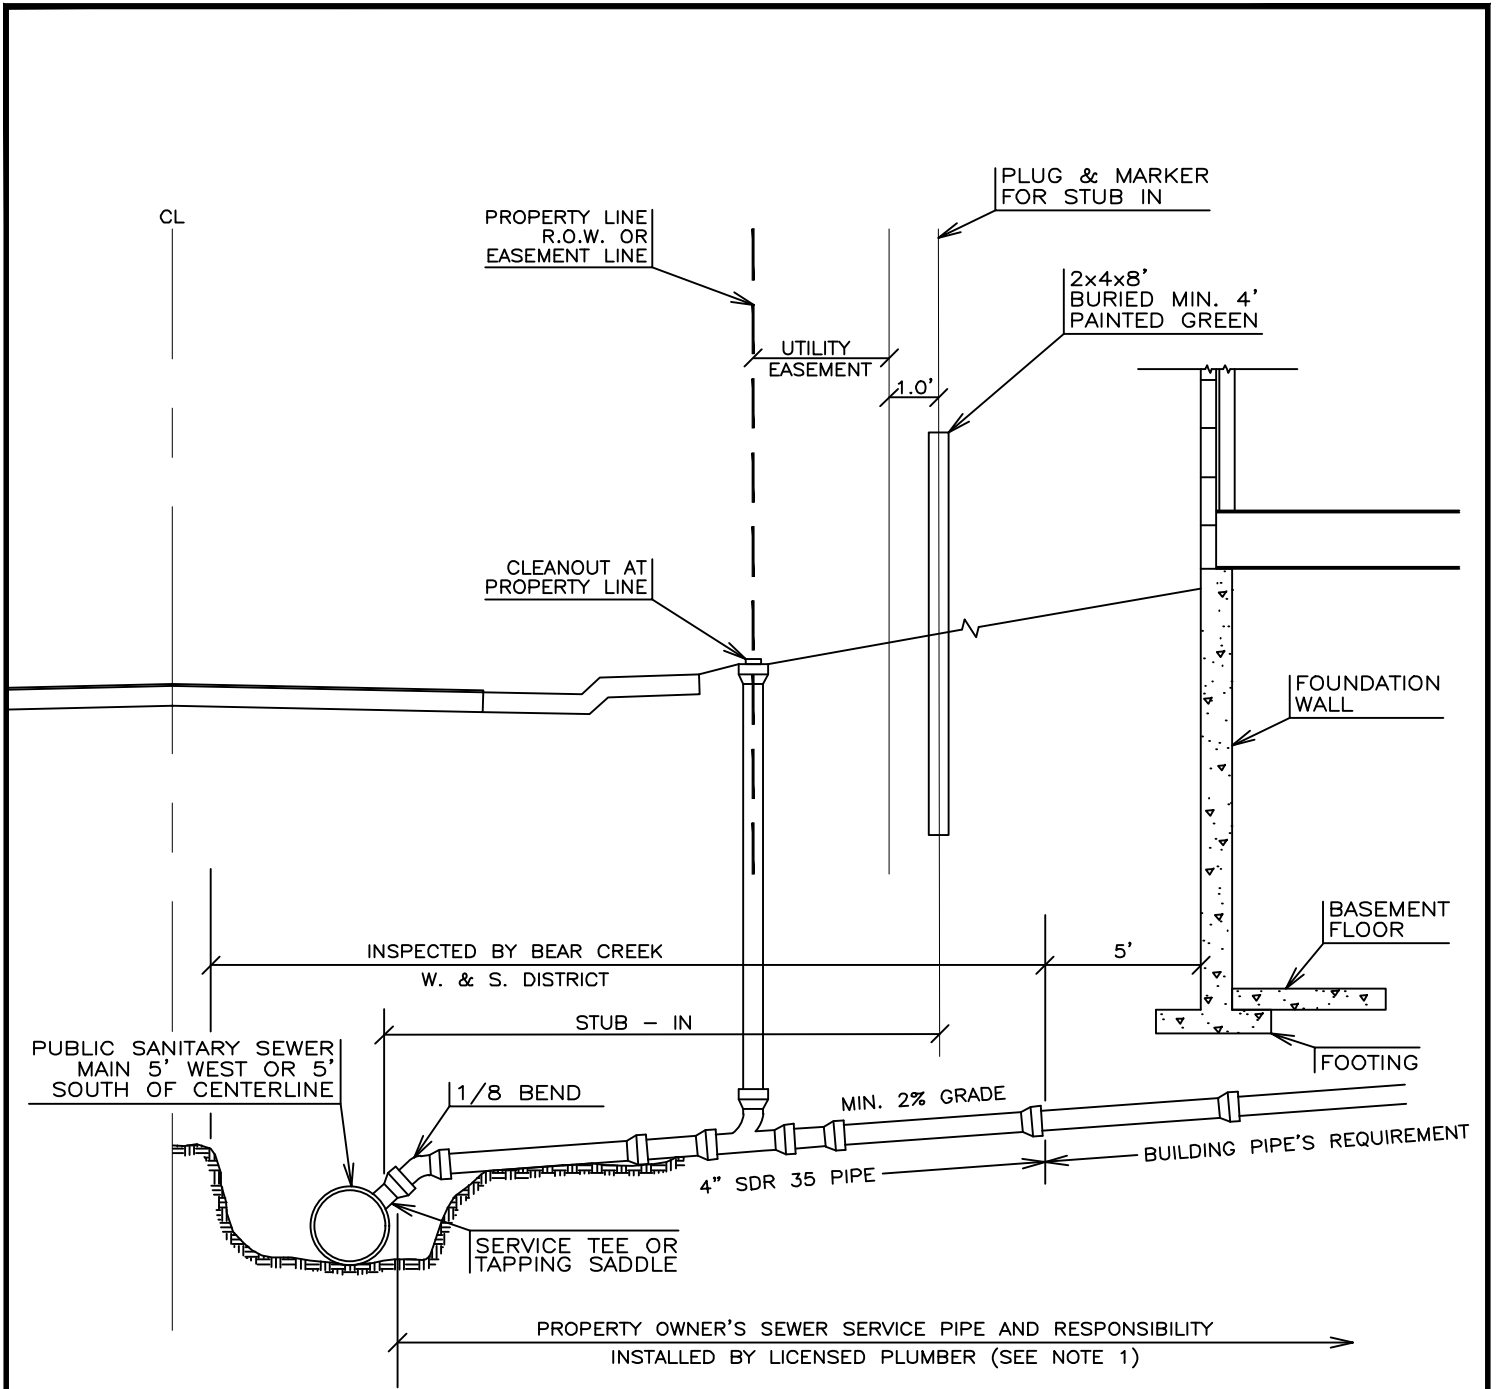 PLUG & MARKER
FOR STUB IN
CL
PROPERTY LINE
R.O.W. OR
EASEMENT LINE
2x4x8'
BURIED MIN. 4'
PAINTED GREEN
UTILITY
EASEMENT
1.0'
CLEANOUT AT
PROPERTY LINE
FOUNDATION
WALL
BASEMENT
FLOOR
INSPECTED BY BEAR CREEK
W. & S. DISTRICT
5'
STUB - IN
PUBLIC SANITARY SEWER
MAIN 5' WEST OR 5'
SOUTH OF CENTERLINE
FOOTING
1/8 BEND
MIN. 2% GRADE
BUILDING PIPE'S REQUIREMENT
4" SDR 35 PIPE
SERVICE TEE OR
TAPPING SADDLE
PROPERTY OWNER'S SEWER SERVICE PIPE AND RESPONSIBILITY
INSTALLED BY LICENSED PLUMBER (SEE NOTE 1)